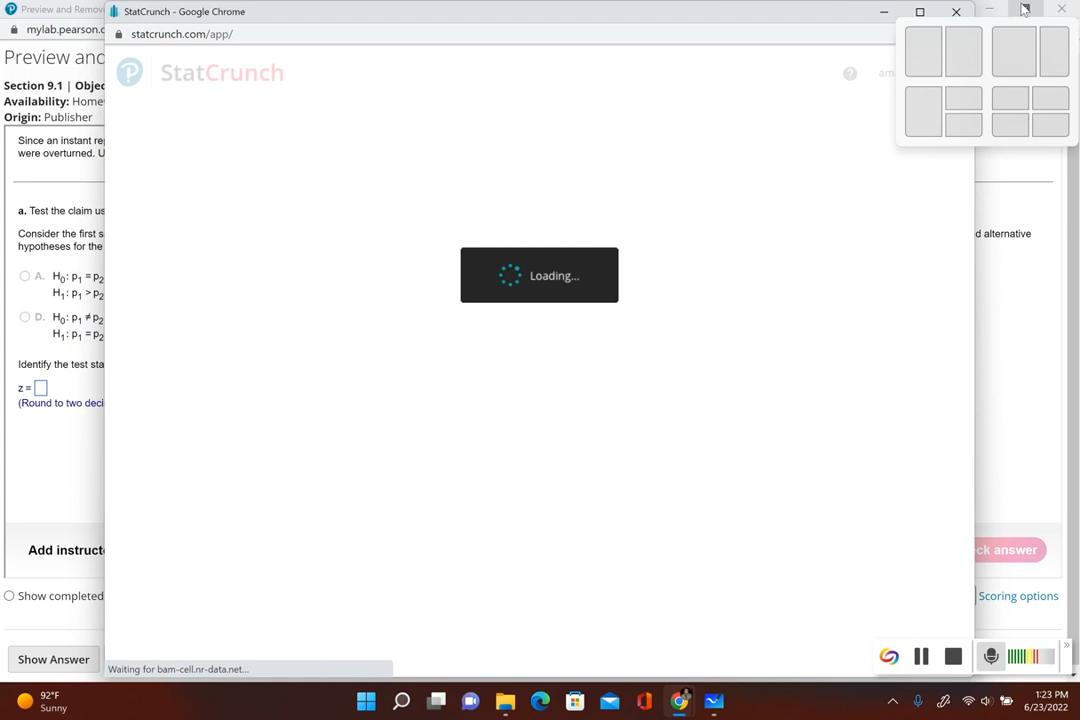 Preview and Remov
StatCrunch - Google Chrome
mylab.pearson.c
statcrunch.com/app/
Preview and
StatCrunch
am
Section 9.1 | Objec
Availability: Home
Origin: Publisher
Since an instant rep
were overturned. U
a. Test the claim us
Consider the first s
d alternative
hypotheses for the
A. H0: p1 = p2
H1: p1 > p2
D. H0: p1 ≠ p2
H1: p1 = p2
Loading...
Identify the test sta
z =
(Round to two deci
Add instruct
ck answer
Show completed
Scoring options
Show Answer
Waiting for bam-cell.nr-data.net...
92°F
Sunny
1:23 PM
6/23/2022